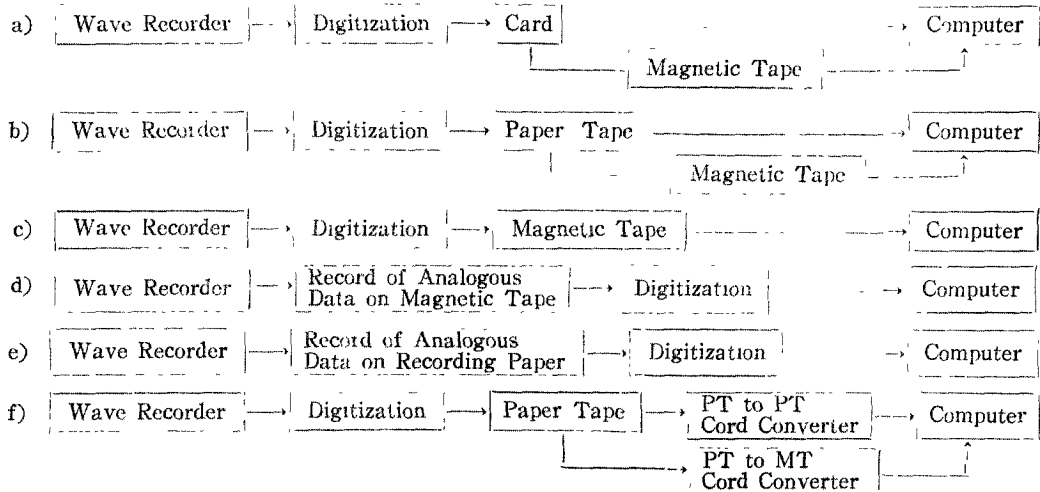 a) Wave Recorder Digitization Card Computer
Magnetic Tape
b) Wave Recorder Digitization Paper Tape Computer
Magnetic Tape
c) Wave Recorder Digitization Magnetic Tape Computer
d) Wave Recorder Record of Analogous Data on Magnetic Tape Digitization Computer
e) Wave Recorder Record of Analogous Data on Recording Paper Digitization Computer
f) Wave Recorder Digitization Paper Tape PT to PT Cord Converter Computer
PT to MT
Cord Converter